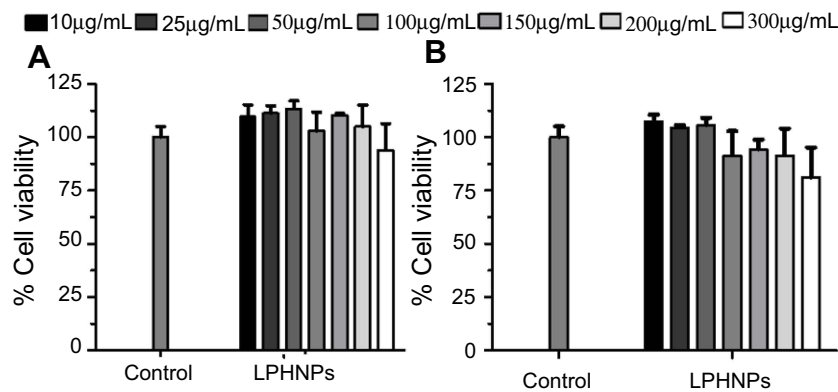 10μg/mL 25μg/mL 50μg/mL 100μg/mL 150μg/mL 200μg/mL 300μg/mL
A
B
% Cell viability
125
100
75
50
25
0
Control LPHNPs
% Cell viability
125
100
75
50
25
0
Control LPHNPs